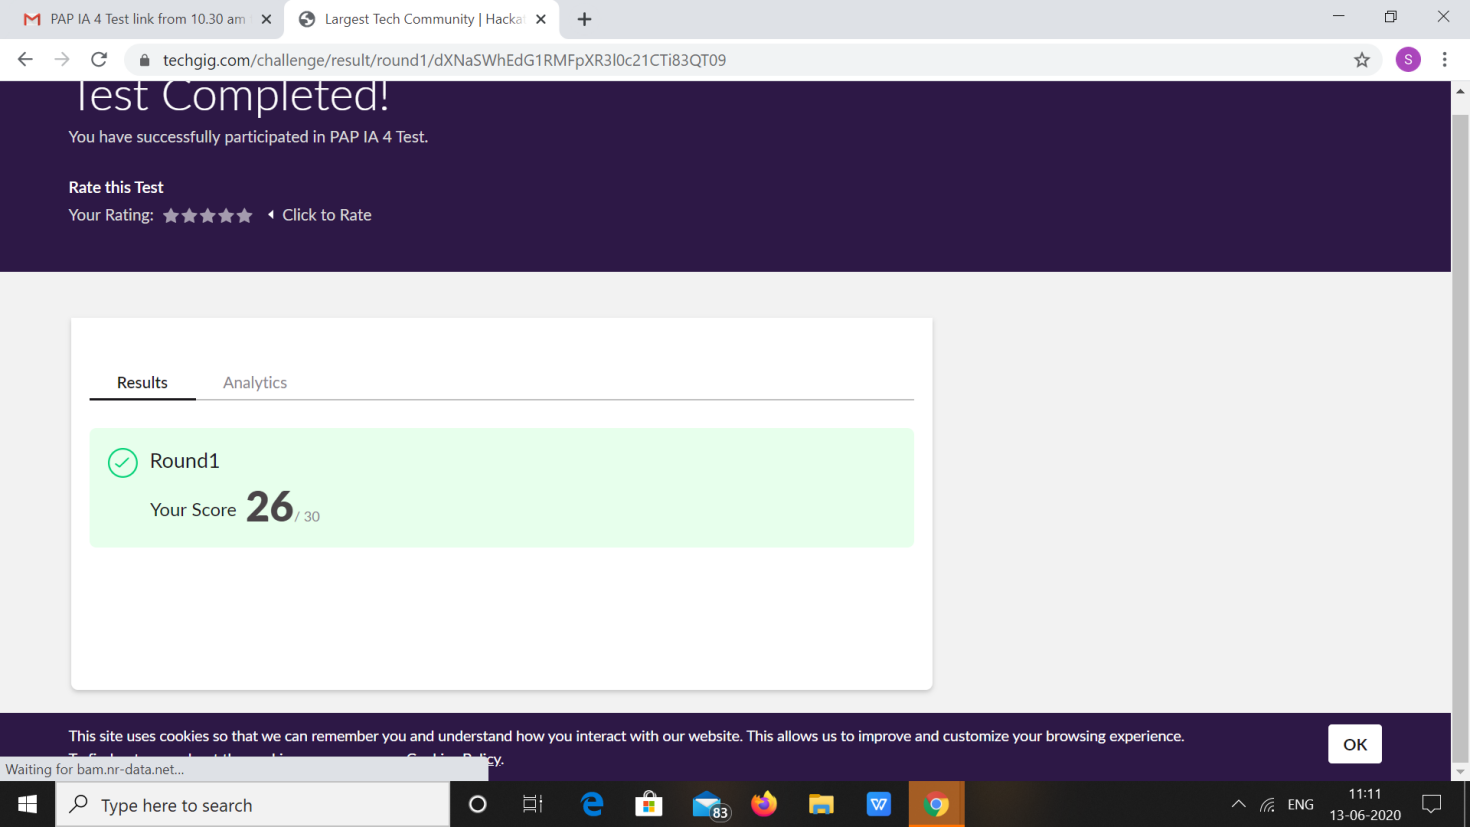 PAP IA 4 Test link from 10.30 am
Largest Tech Community | Hacka
techgig.com/challenge/result/round1/dXNaSWhEdG1RMFpXR3l0c21CTi83QT09
S
Test Completed!
You have successfully participated in PAP IA 4 Test.
Rate this Test
Your Rating: Click to Rate
Results Analytics
Round1
Your Score 26 / 30
This site uses cookies so that we can remember you and understand how you interact with our website. This allows us to improve and customize your browsing experience.
Policy.
OK
Waiting for bam.nr-data.net...
Type here to search
83
ENG
11:11
13-06-2020